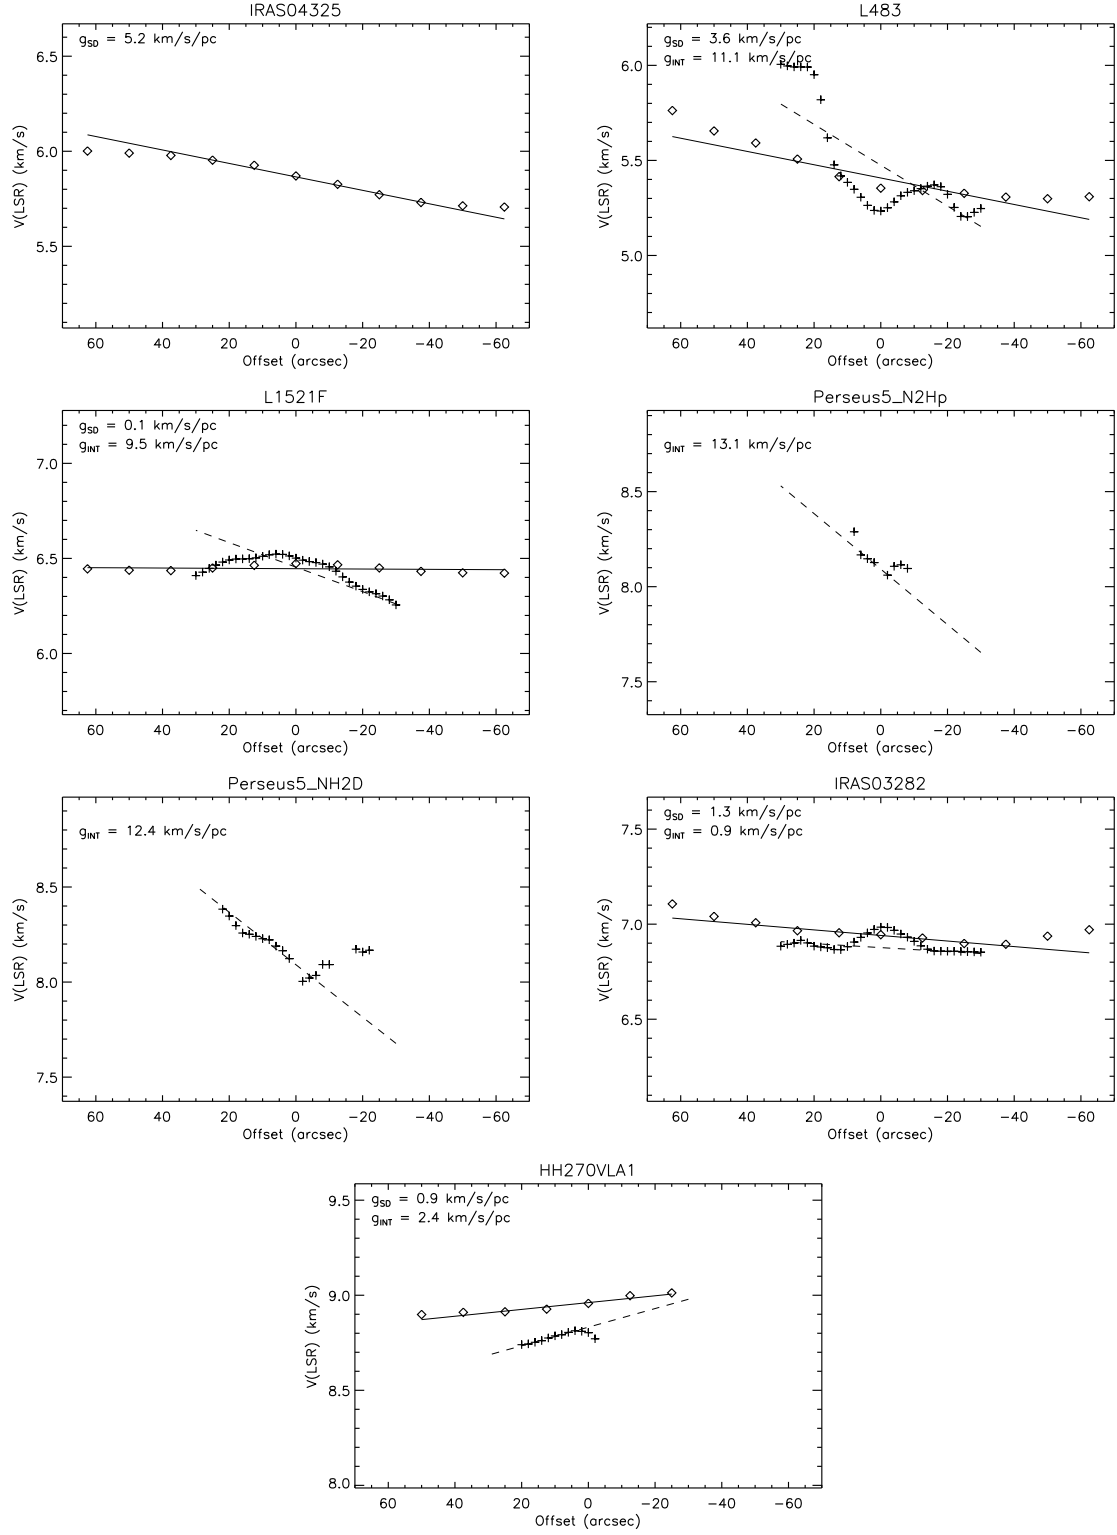 IRAS04325
g_SD = 5.2 km/s/pc
6.5
6.0
5.5
V(LSR) (km/s)
60 40 20 0 −20 −40 −60
Offset (arcsec)
L483
g_SD = 3.6 km/s/pc
g_INT = 11.1 km/s/pc
6.0
5.5
5.0
V(LSR) (km/s)
60 40 20 0 −20 −40 −60
Offset (arcsec)
L1521F
g_SD = 0.1 km/s/pc
g_INT = 9.5 km/s/pc
7.0
6.5
6.0
V(LSR) (km/s)
60 40 20 0 −20 −40 −60
Offset (arcsec)
Perseus5_N2Hp
g_INT = 13.1 km/s/pc
8.5
8.0
7.5
V(LSR) (km/s)
60 40 20 0 −20 −40 −60
Offset (arcsec)
Perseus5_NH2D
g_INT = 12.4 km/s/pc
8.5
8.0
7.5
V(LSR) (km/s)
60 40 20 0 −20 −40 −60
Offset (arcsec)
IRAS03282
g_SD = 1.3 km/s/pc
g_INT = 0.9 km/s/pc
7.5
7.0
6.5
V(LSR) (km/s)
60 40 20 0 −20 −40 −60
Offset (arcsec)
HH270VLA1
g_SD = 0.9 km/s/pc
g_INT = 2.4 km/s/pc
9.5
9.0
8.5
8.0
V(LSR) (km/s)
60 40 20 0 −20 −40 −60
Offset (arcsec)